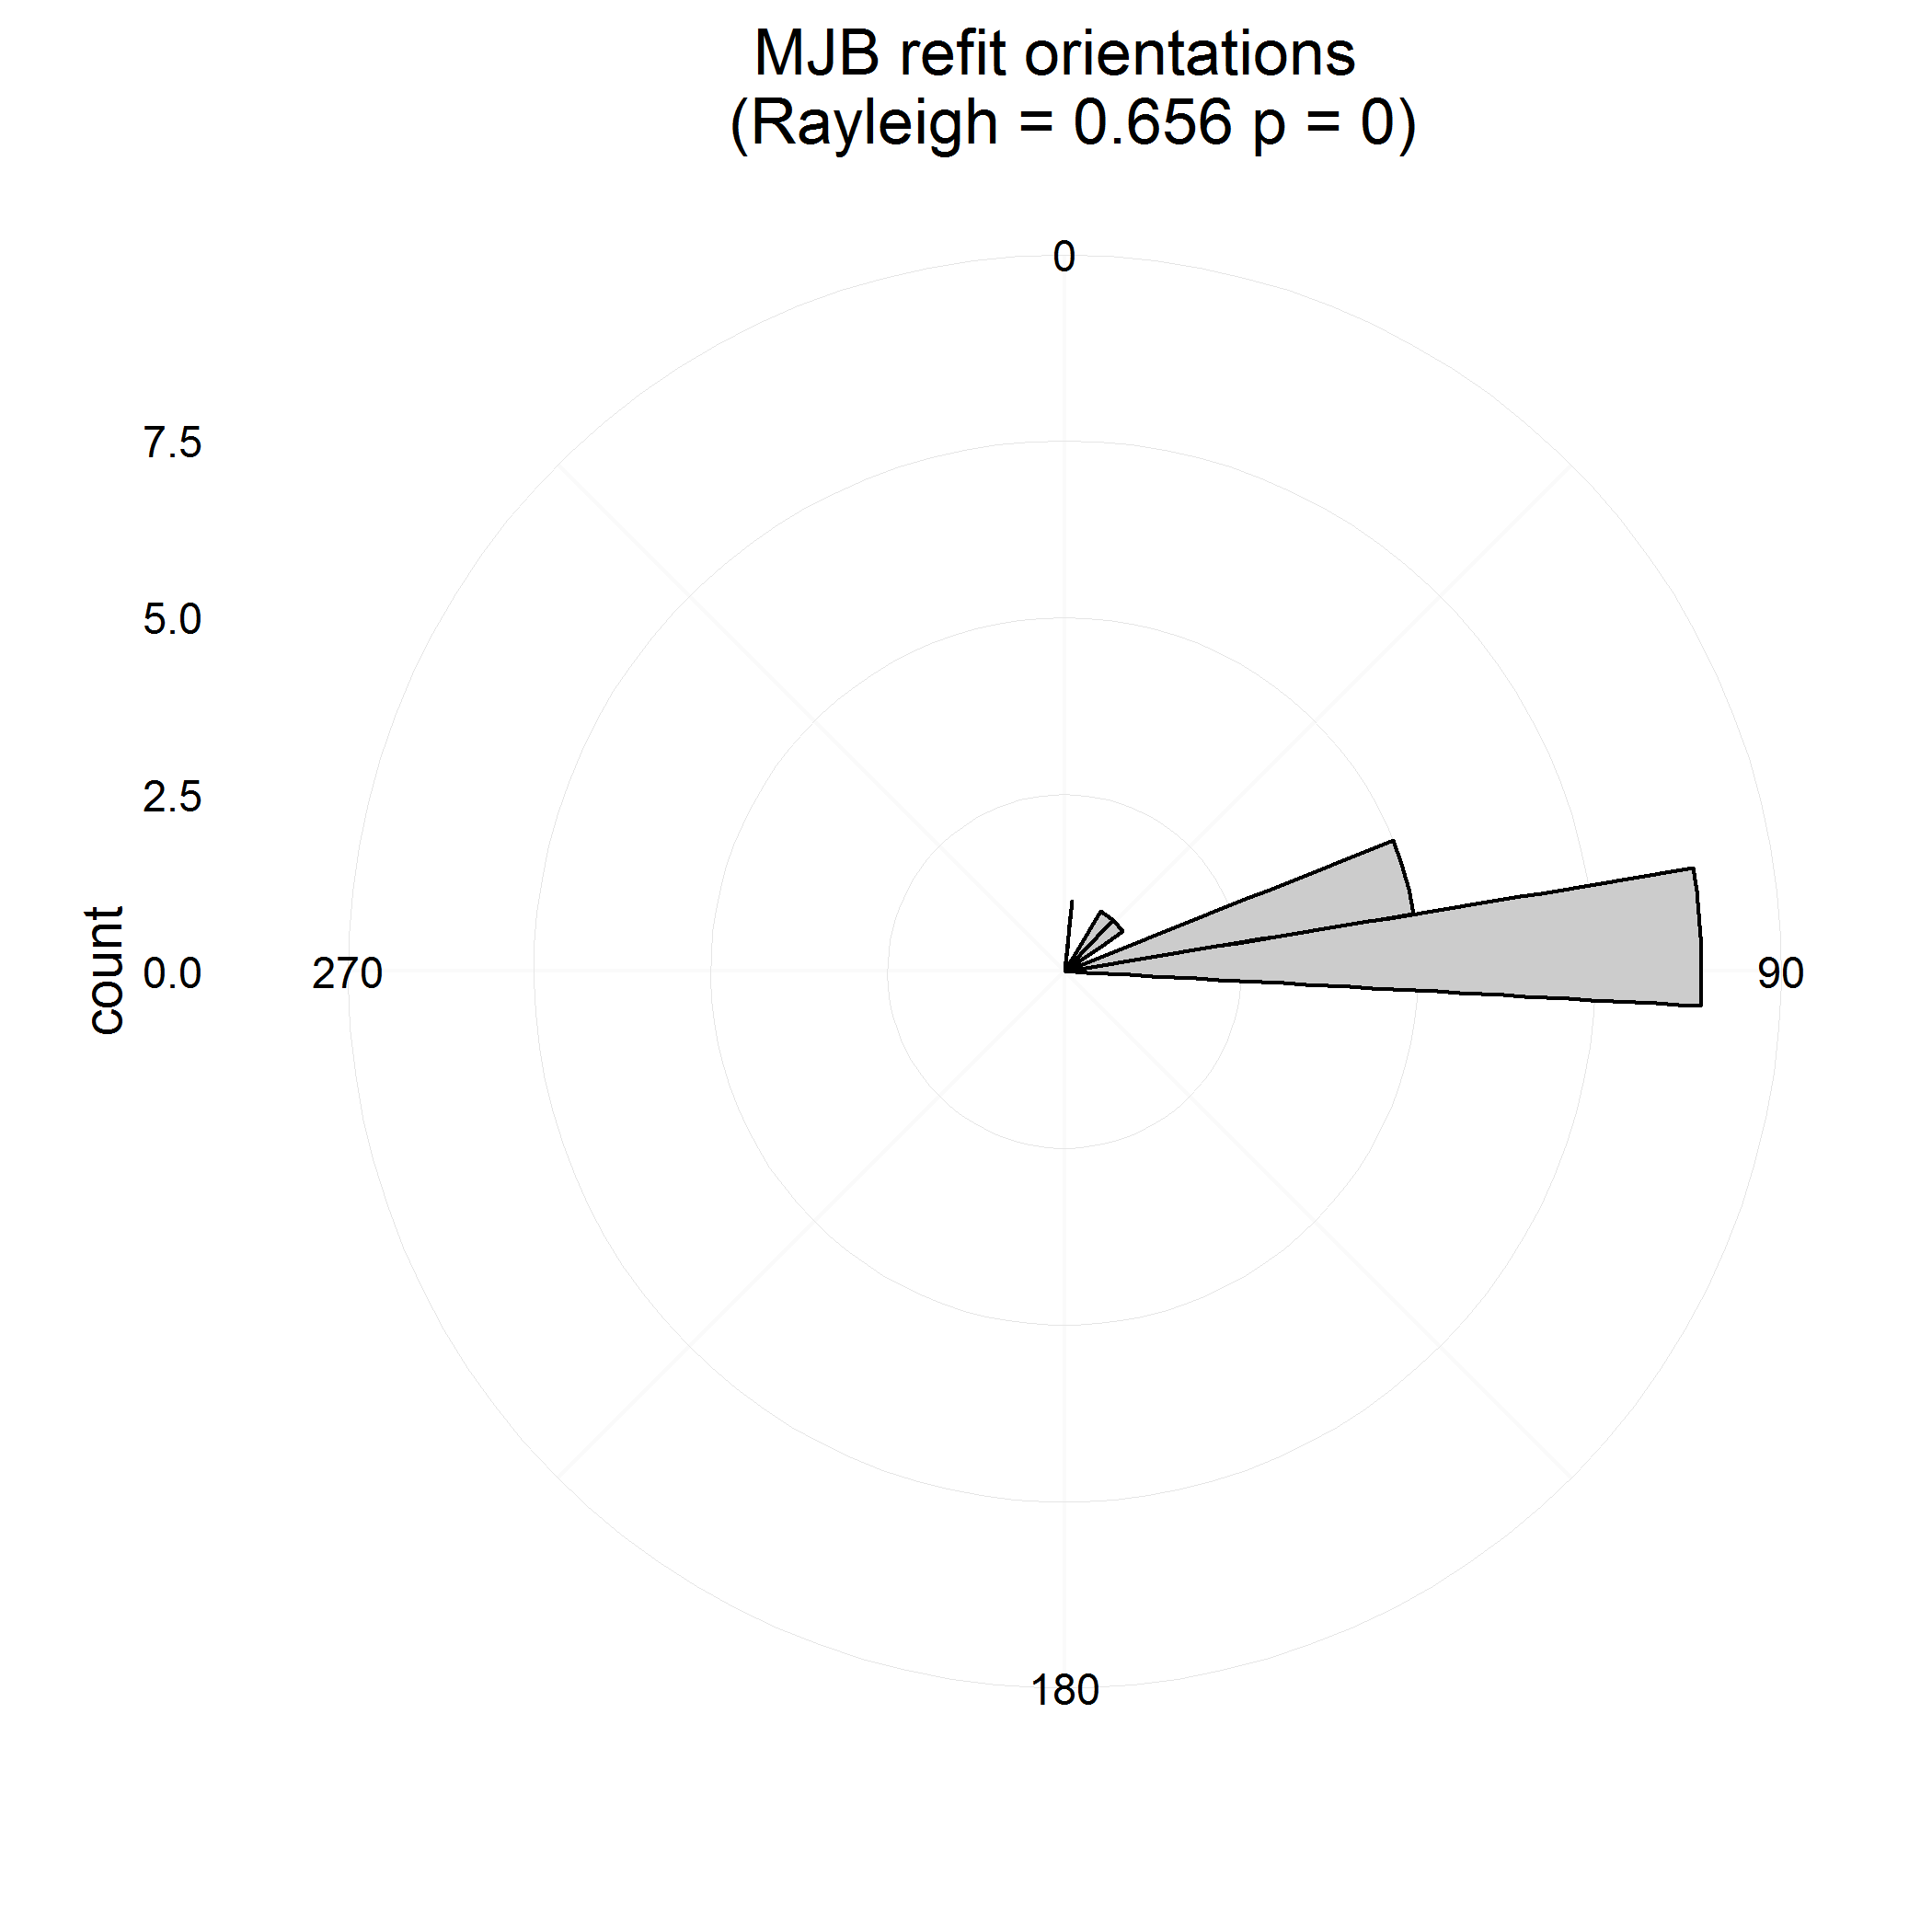 MJB refit orientations
(Rayleigh = 0.656 p = 0)
0
7.5
5.0
2.5
0.0
count
270
90
180